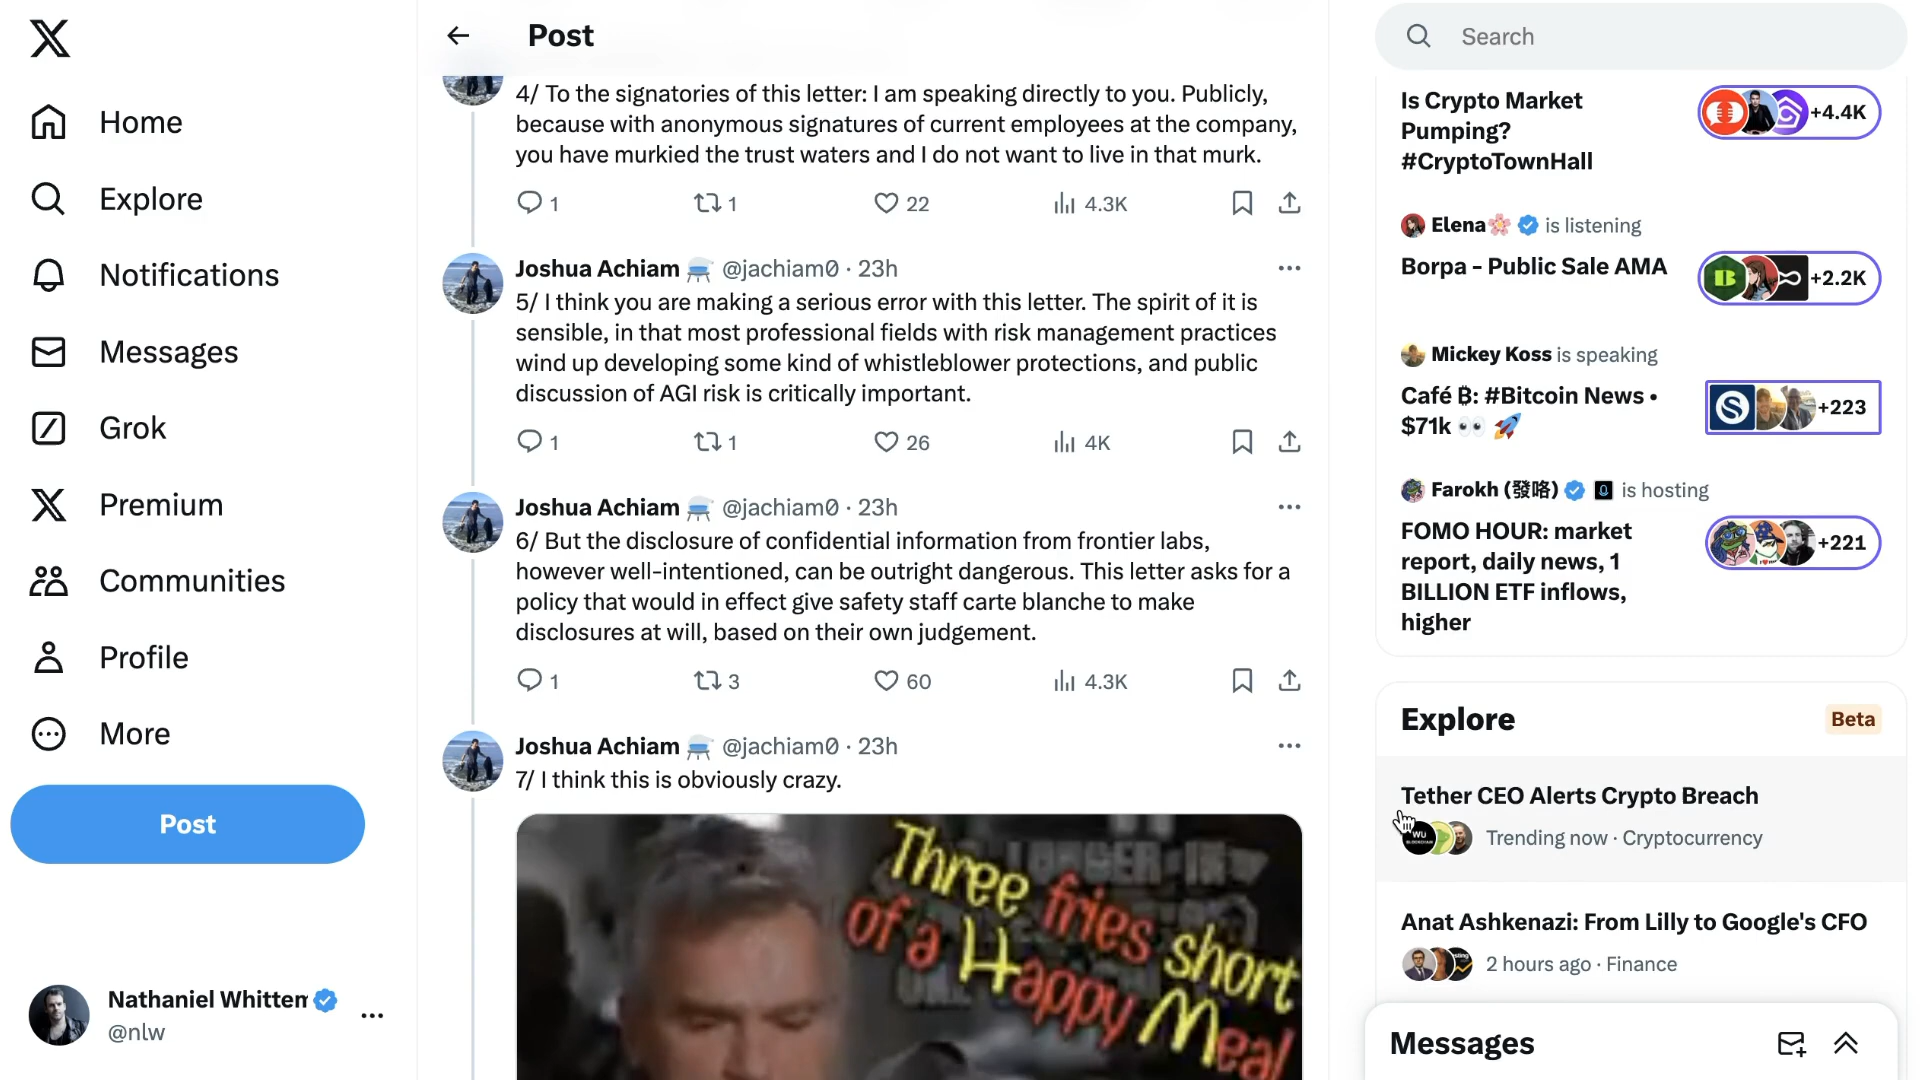 Home
Explore
Notifications
Messages
Grok
Premium
Communities
Profile
More
Post
Nathaniel Whittem
@nlw
Post
4/ To the signatories of this letter: I am speaking directly to you. Publicly,
because with anonymous signatures of current employees at the company,
you have murkied the trust waters and I do not want to live in that murk.
1 1 22 4.3K
Joshua Achiam @jachiam0 · 23h
5/ I think you are making a serious error with this letter. The spirit of it is
sensible, in that most professional fields with risk management practices
wind up developing some kind of whistleblower protections, and public
discussion of AGI risk is critically important.
1 1 26 4K
Joshua Achiam @jachiam0 · 23h
6/ But the disclosure of confidential information from frontier labs,
however well-intentioned, can be outright dangerous. This letter asks for a
policy that would in effect give safety staff carte blanche to make
disclosures at will, based on their own judgement.
1 3 60 4.3K
Joshua Achiam @jachiam0 · 23h
7/ I think this is obviously crazy.
Three fries short
of a Happy Meal
Search
Is Crypto Market
Pumping?
#CryptoTownHall
+4.4K
Elena🌸 is listening
Borpa - Public Sale AMA
+2.2K
Mickey Koss is speaking
Café ₿: #Bitcoin News •
$71k 👀 🚀
+223
Farokh (發咯) is hosting
FOMO HOUR: market
report, daily news, 1
BILLION ETF inflows,
higher
+221
Explore
Beta
Tether CEO Alerts Crypto Breach
Trending now · Cryptocurrency
Anat Ashkenazi: From Lilly to Google's CFO
2 hours ago · Finance
Messages